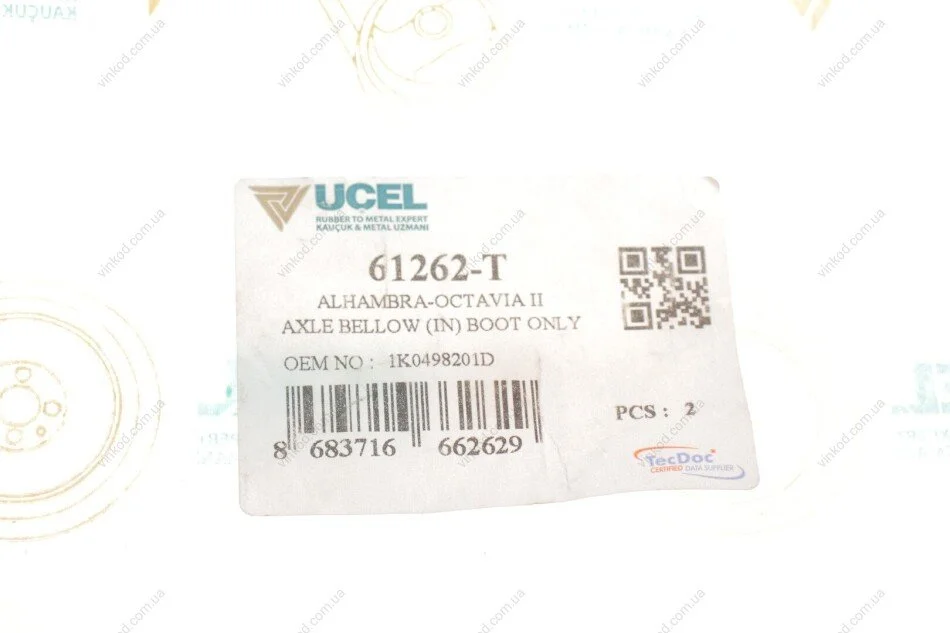 KAUÇUK
UCEL
RUBBER TO METAL EXPERT
KAUÇUK & METAL UZMANI
61262-T
ALHAMBRA-OCTAVIA II
AXLE BELLOW (IN) BOOT ONLY
OEM NO : 1K0498201D
8 683716 662629
PCS : 2
TecDoc
CERTIFIED DATA SUPPLIER
vinkod.com.ua